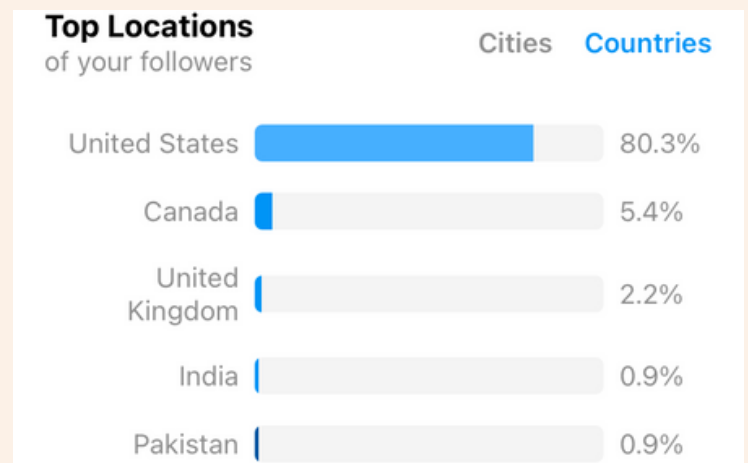 Top Locations
of your followers
Cities Countries
United States 80.3%
Canada 5.4%
United
Kingdom 2.2%
India 0.9%
Pakistan 0.9%